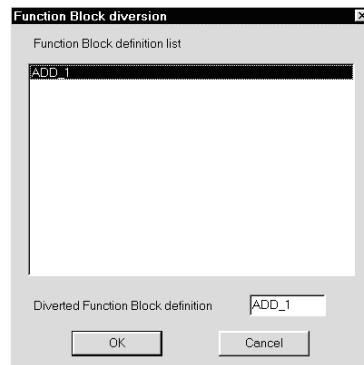 Function Block diversion
Function Block definition list
ADD_1
Diverted Function Block definition ADD_1
OK Cancel